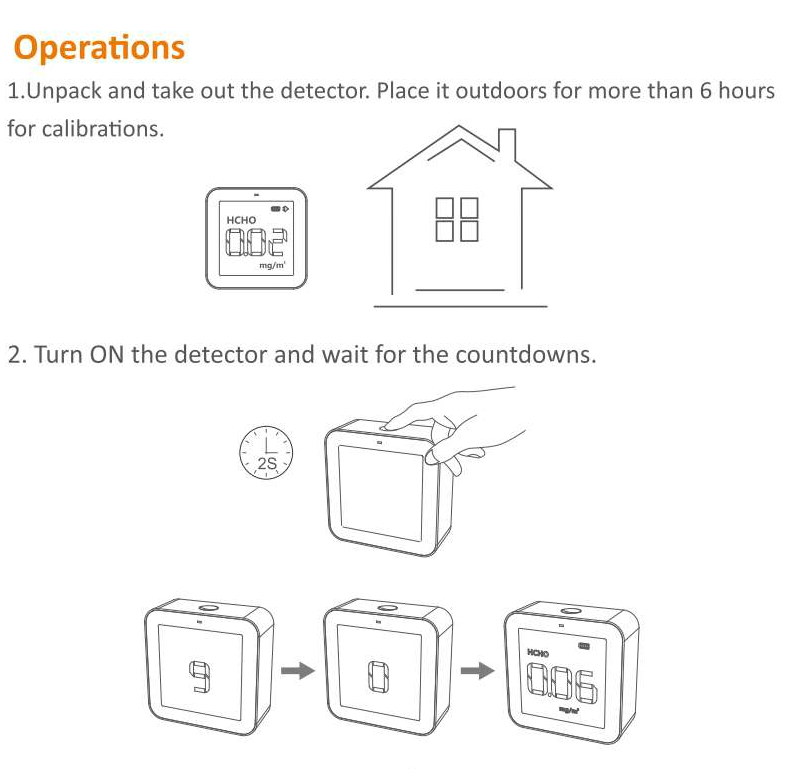 Operations
1.Unpack and take out the detector. Place it outdoors for more than 6 hours
for calibrations.
HCHO
0.02
mg/m³
2. Turn ON the detector and wait for the countdowns.
2S
9
0
HCHO
0.06
mg/m³